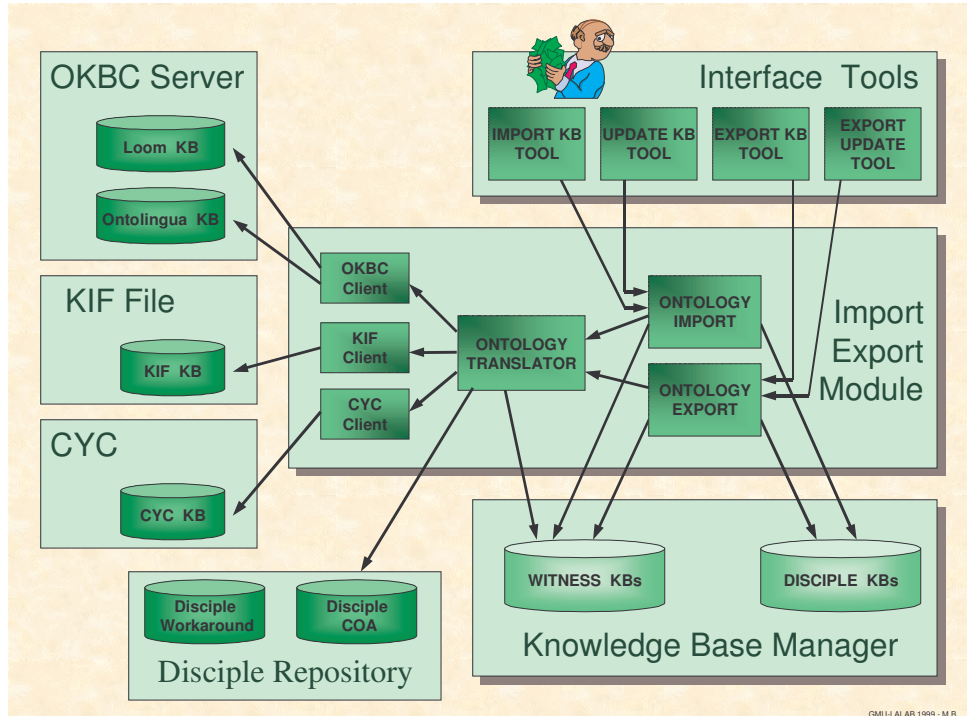 OKBC Server
Loom KB
Ontolingua KB
KIF File
KIF KB
CYC
CYC KB
Interface Tools
IMPORT KB
TOOL
UPDATE KB
TOOL
EXPORT KB
TOOL
EXPORT
UPDATE
TOOL
OKBC
Client
KIF
Client
CYC
Client
ONTOLOGY
TRANSLATOR
ONTOLOGY
IMPORT
ONTOLOGY
EXPORT
Import
Export
Module
Disciple
Workaround
Disciple
COA
Disciple Repository
WITNESS KBs
DISCIPLE KBs
Knowledge Base Manager
GMU-LALAB 1999 - M.B.